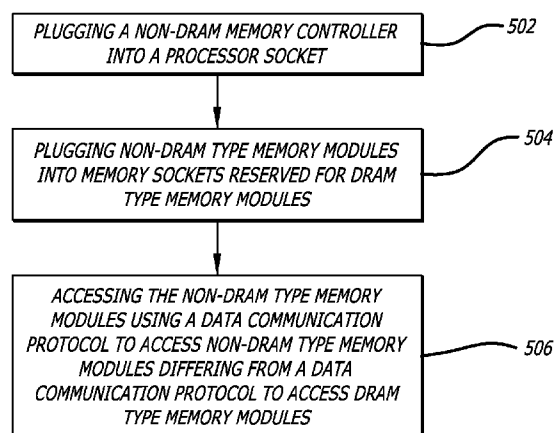 PLUGGING A NON-DRAM MEMORY CONTROLLER
INTO A PROCESSOR SOCKET
502
PLUGGING NON-DRAM TYPE MEMORY MODULES
INTO MEMORY SOCKETS RESERVED FOR DRAM
TYPE MEMORY MODULES
504
ACCESSING THE NON-DRAM TYPE MEMORY
MODULES USING A DATA COMMUNICATION
PROTOCOL TO ACCESS NON-DRAM TYPE MEMORY
MODULES DIFFERING FROM A DATA
COMMUNICATION PROTOCOL TO ACCESS DRAM
TYPE MEMORY MODULES
506